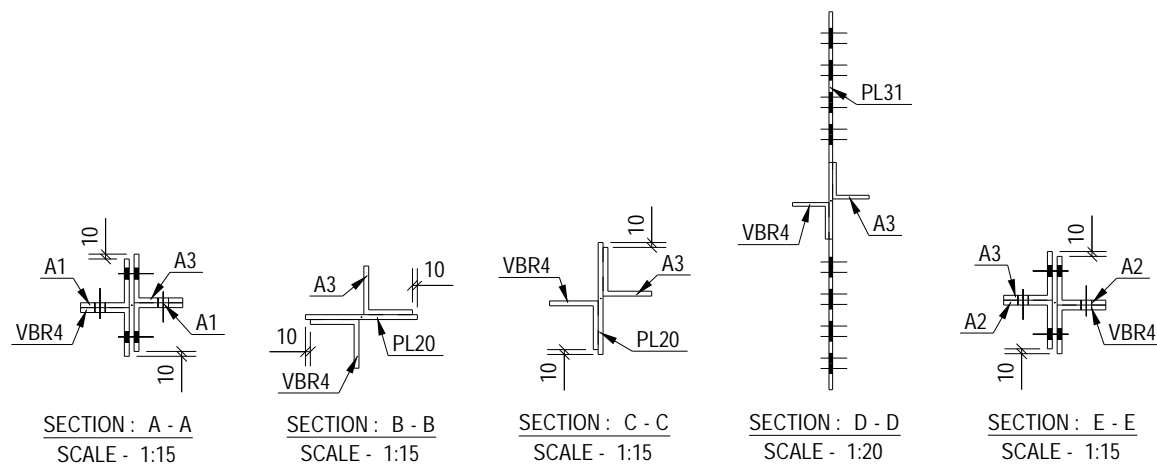 10
A1
A3
A1
VBR4
10
SECTION : A - A
SCALE - 1:15
A3
10
10
PL20
VBR4
SECTION : B - B
SCALE - 1:15
10
VBR4
A3
PL20
10
SECTION : C - C
SCALE - 1:15
PL31
VBR4
A3
SECTION : D - D
SCALE - 1:20
10
A3
A2
A2
VBR4
10
SECTION : E - E
SCALE - 1:15